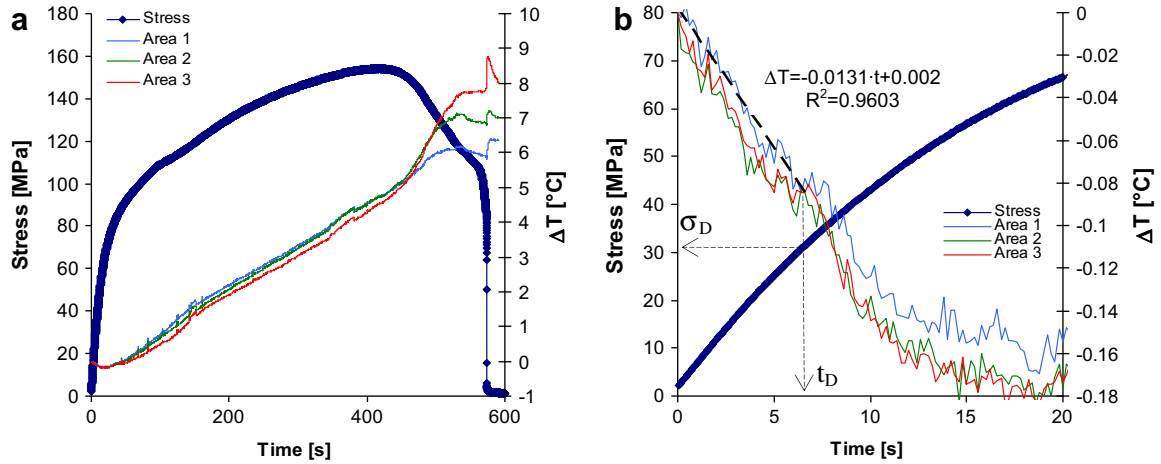 a
Stress
Area 1
Area 2
Area 3
Stress [MPa]
180
160
140
120
100
80
60
40
20
0
10
9
8
7
6
5
4
3
2
1
0
-1
ΔT [°C]
0
200
400
600
Time [s]
b
80
70
60
50
40
30
20
10
0
Stress [MPa]
ΔT=-0.0131·t+0.002
R²=0.9603
σD
tD
Stress
Area 1
Area 2
Area 3
0
-0.02
-0.04
-0.06
-0.08
-0.1
-0.12
-0.14
-0.16
-0.18
ΔT [°C]
0
5
10
15
20
Time [s]